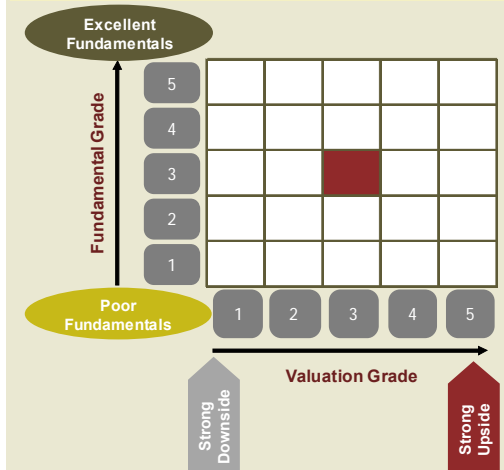 Excellent
Fundamentals
Fundamental Grade
5
4
3
2
1
Poor
Fundamentals
1
2
3
4
5
Valuation Grade
Strong
Downside
Strong
Upside